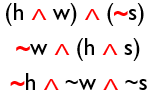 (h ∧ w) ∧ (~s)
~w ∧ (h ∧ s)
~h ∧ ~w ∧ ~s